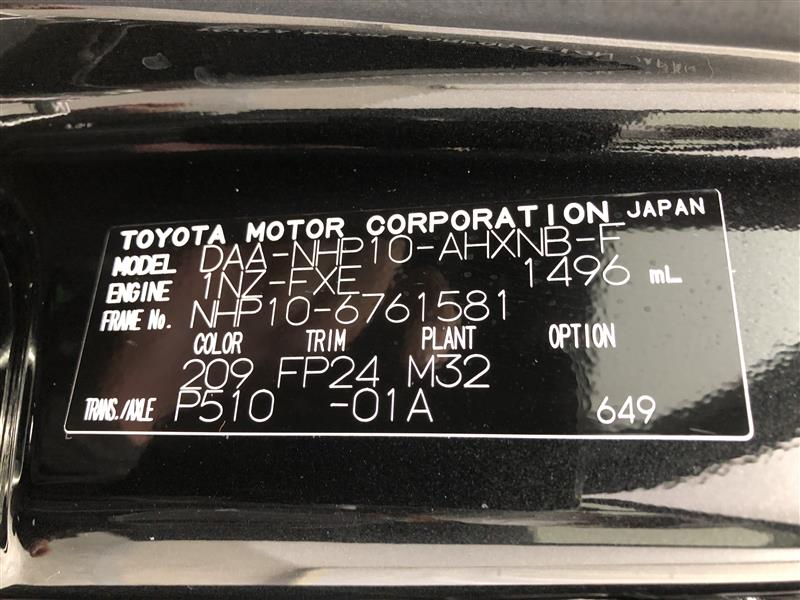 TOYOTA MOTOR CORPORATION JAPAN
MODEL DAA-NHP10-AHXNB-F
ENGINE 1NZ-FXE 1496 mL
FRAME No. NHP10-6761581
COLOR TRIM PLANT OPTION
209 FP24 M32
TRANS./AXLE P510 -01A 649